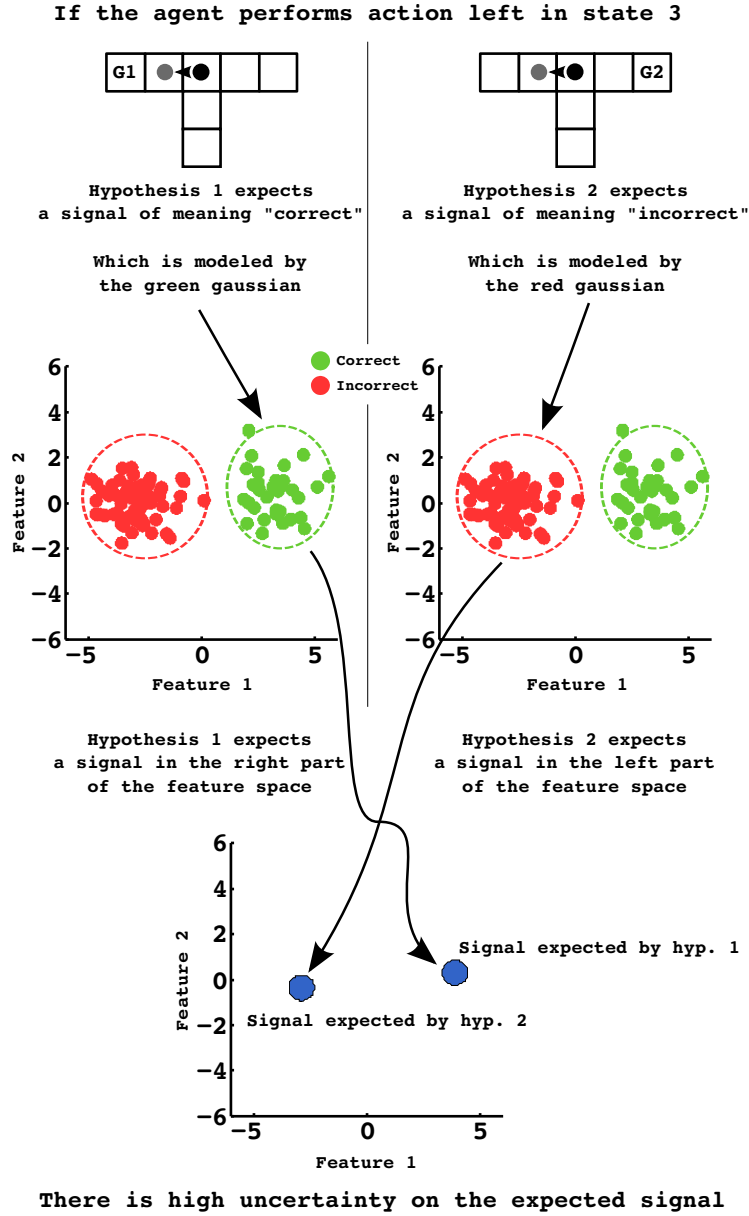 If the agent performs action left in state 3
G1
G2
Hypothesis 1 expects
a signal of meaning "correct"
Hypothesis 2 expects
a signal of meaning "incorrect"
Which is modeled by
the green gaussian
Which is modeled by
the red gaussian
Correct
Incorrect
6
4
2
0
−2
−4
−6
Feature 2
−5
0
5
Feature 1
6
4
2
0
−2
−4
−6
Feature 2
−5
0
5
Feature 1
Hypothesis 1 expects
a signal in the right part
of the feature space
Hypothesis 2 expects
a signal in the left part
of the feature space
6
4
2
0
−2
−4
−6
Feature 2
Signal expected by hyp. 1
Signal expected by hyp. 2
−5
0
5
Feature 1
There is high uncertainty on the expected signal